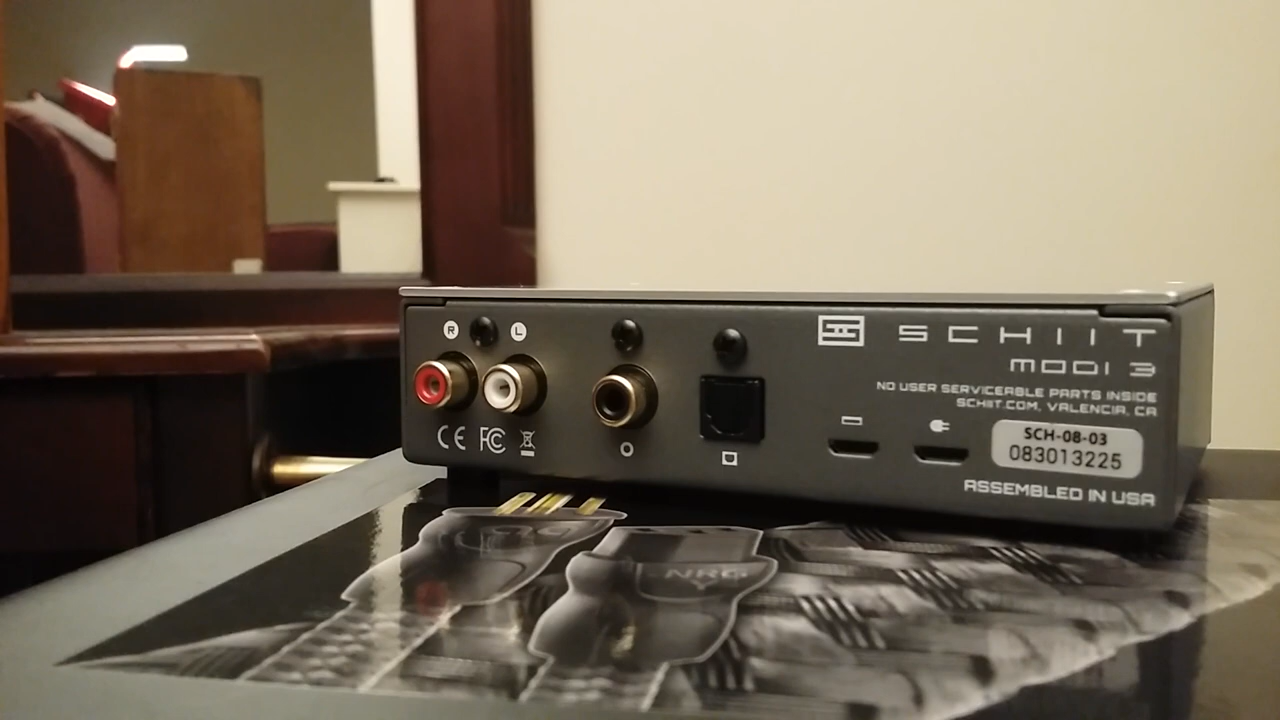 R L
SCHIIT
MODI 3
NO USER SERVICEABLE PARTS INSIDE
SCHIIT.COM, VALENCIA, CA
CE FC
SCH-08-03
083013225
ASSEMBLED IN USA
NRG